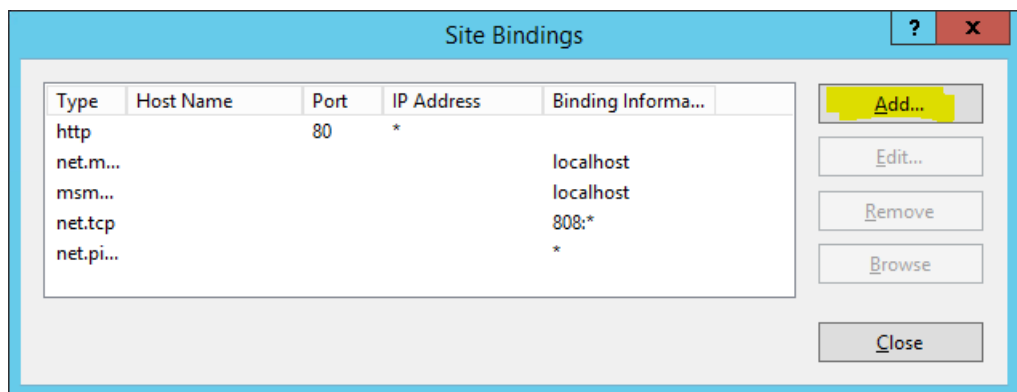 Site Bindings
? x
Type Host Name Port IP Address Binding Informa...
http 80 *
net.m... localhost
msm... localhost
net.tcp 808:*
net.pi... *
Add...
Edit...
Remove
Browse
Close